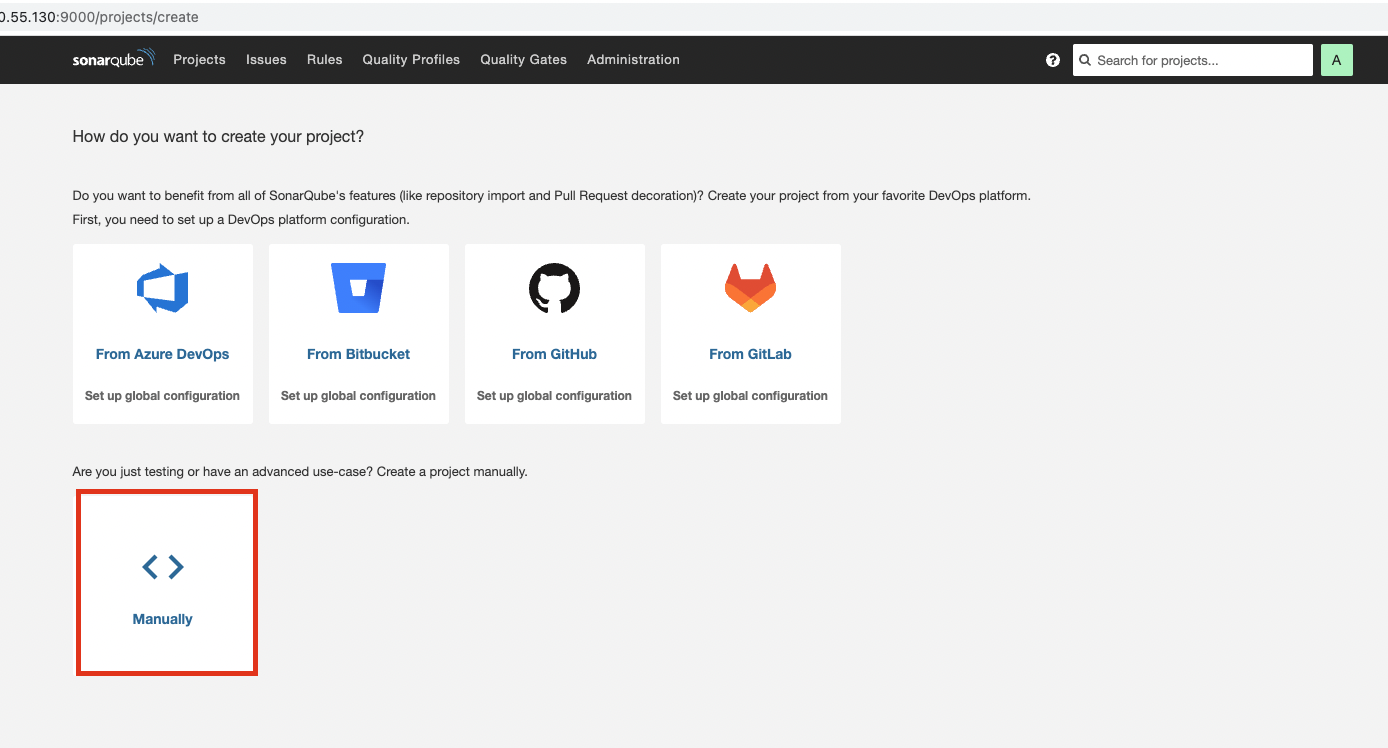 0.55.130:9000/projects/create
sonarqube Projects Issues Rules Quality Profiles Quality Gates Administration ? Search for projects... A
How do you want to create your project?
Do you want to benefit from all of SonarQube's features (like repository import and Pull Request decoration)? Create your project from your favorite DevOps platform.
First, you need to set up a DevOps platform configuration.
From Azure DevOps From Bitbucket From GitHub From GitLab
Set up global configuration Set up global configuration Set up global configuration Set up global configuration
Are you just testing or have an advanced use-case? Create a project manually.
Manually